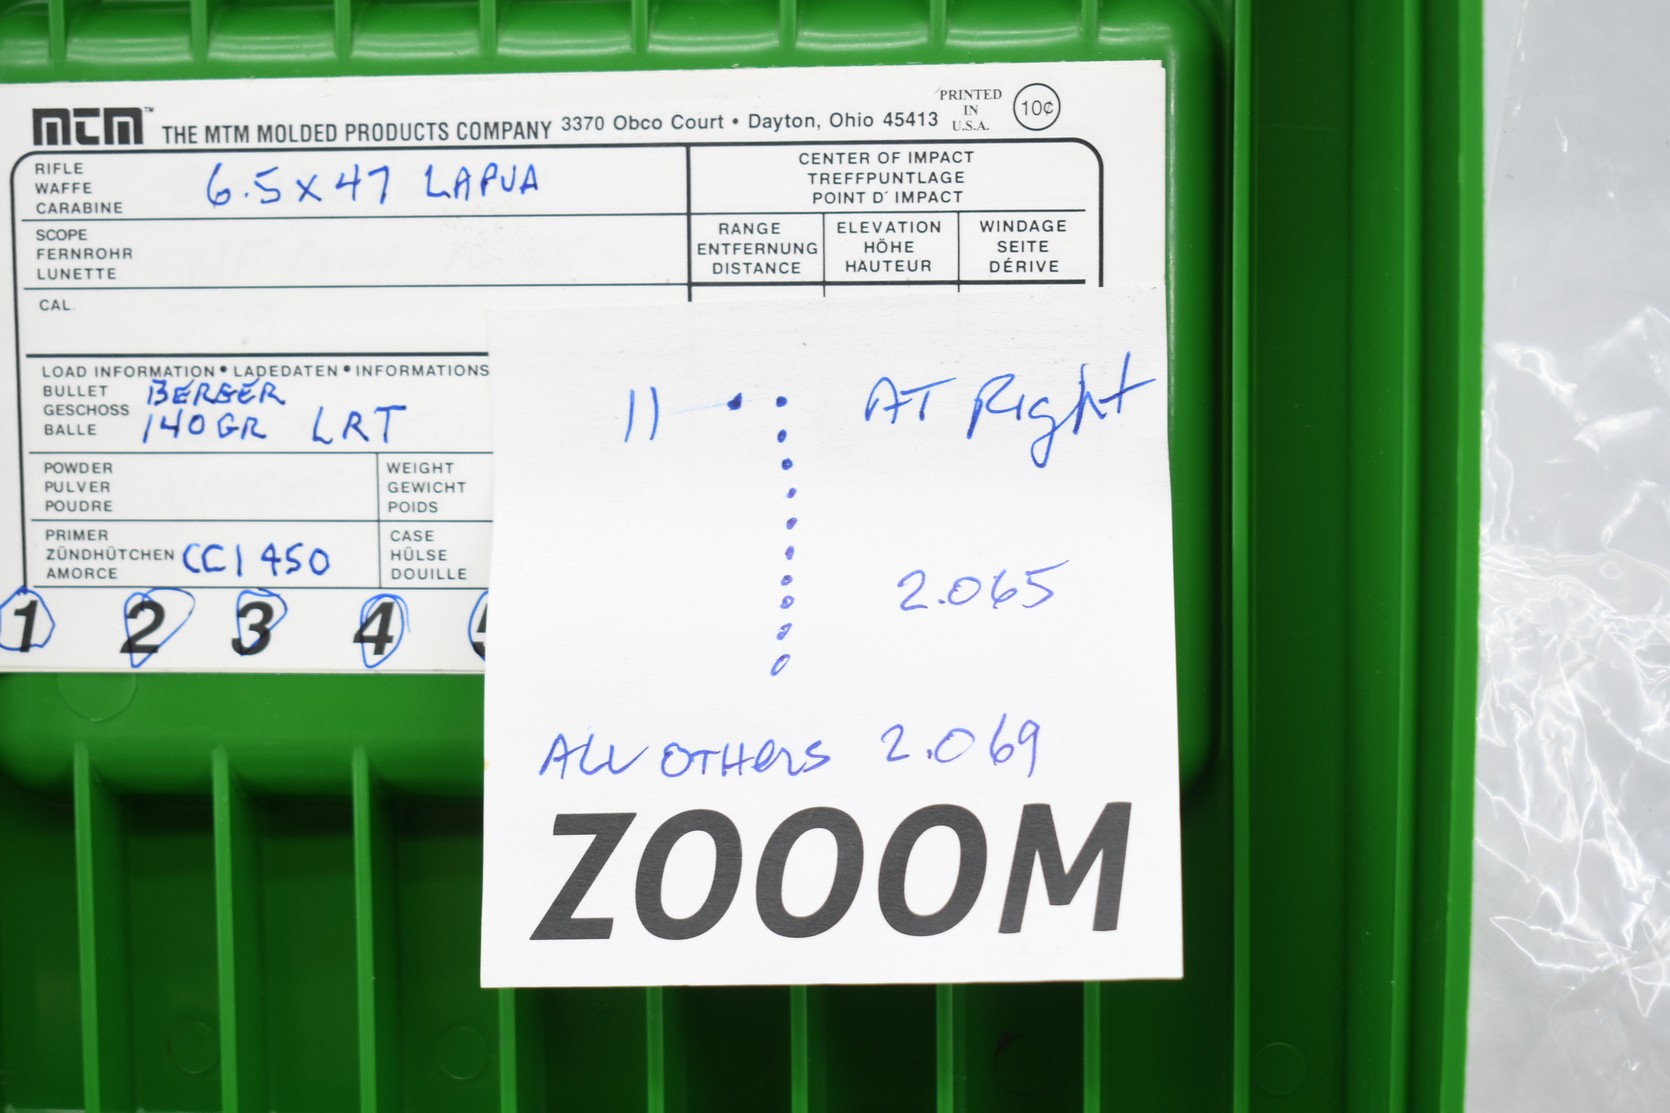 MTM™ THE MTM MOLDED PRODUCTS COMPANY 3370 Obco Court • Dayton, Ohio 45413 PRINTED IN U.S.A. 10¢
RIFLE
WAFFE
CARABINE
6.5 x 47 LAPUA
CENTER OF IMPACT
TREFFPUNTLAGE
POINT D´ IMPACT
SCOPE
FERNROHR
LUNETTE
RANGE
ENTFERNUNG
DISTANCE
ELEVATION
HÖHE
HAUTEUR
WINDAGE
SEITE
DÉRIVE
CAL.
LOAD INFORMATION • LADEDATEN • INFORMATIONS
BULLET
GESCHOSS
BALLE
BERGER
140GR LRT
POWDER
PULVER
POUDRE
WEIGHT
GEWICHT
POIDS
PRIMER
ZÜNDHÜTCHEN
AMORCE
CCI 450
CASE
HÜLSE
DOUILLE
1 2 3 4
11 AT Right
2.065
ALL OTHERS 2.069
ZOOOM